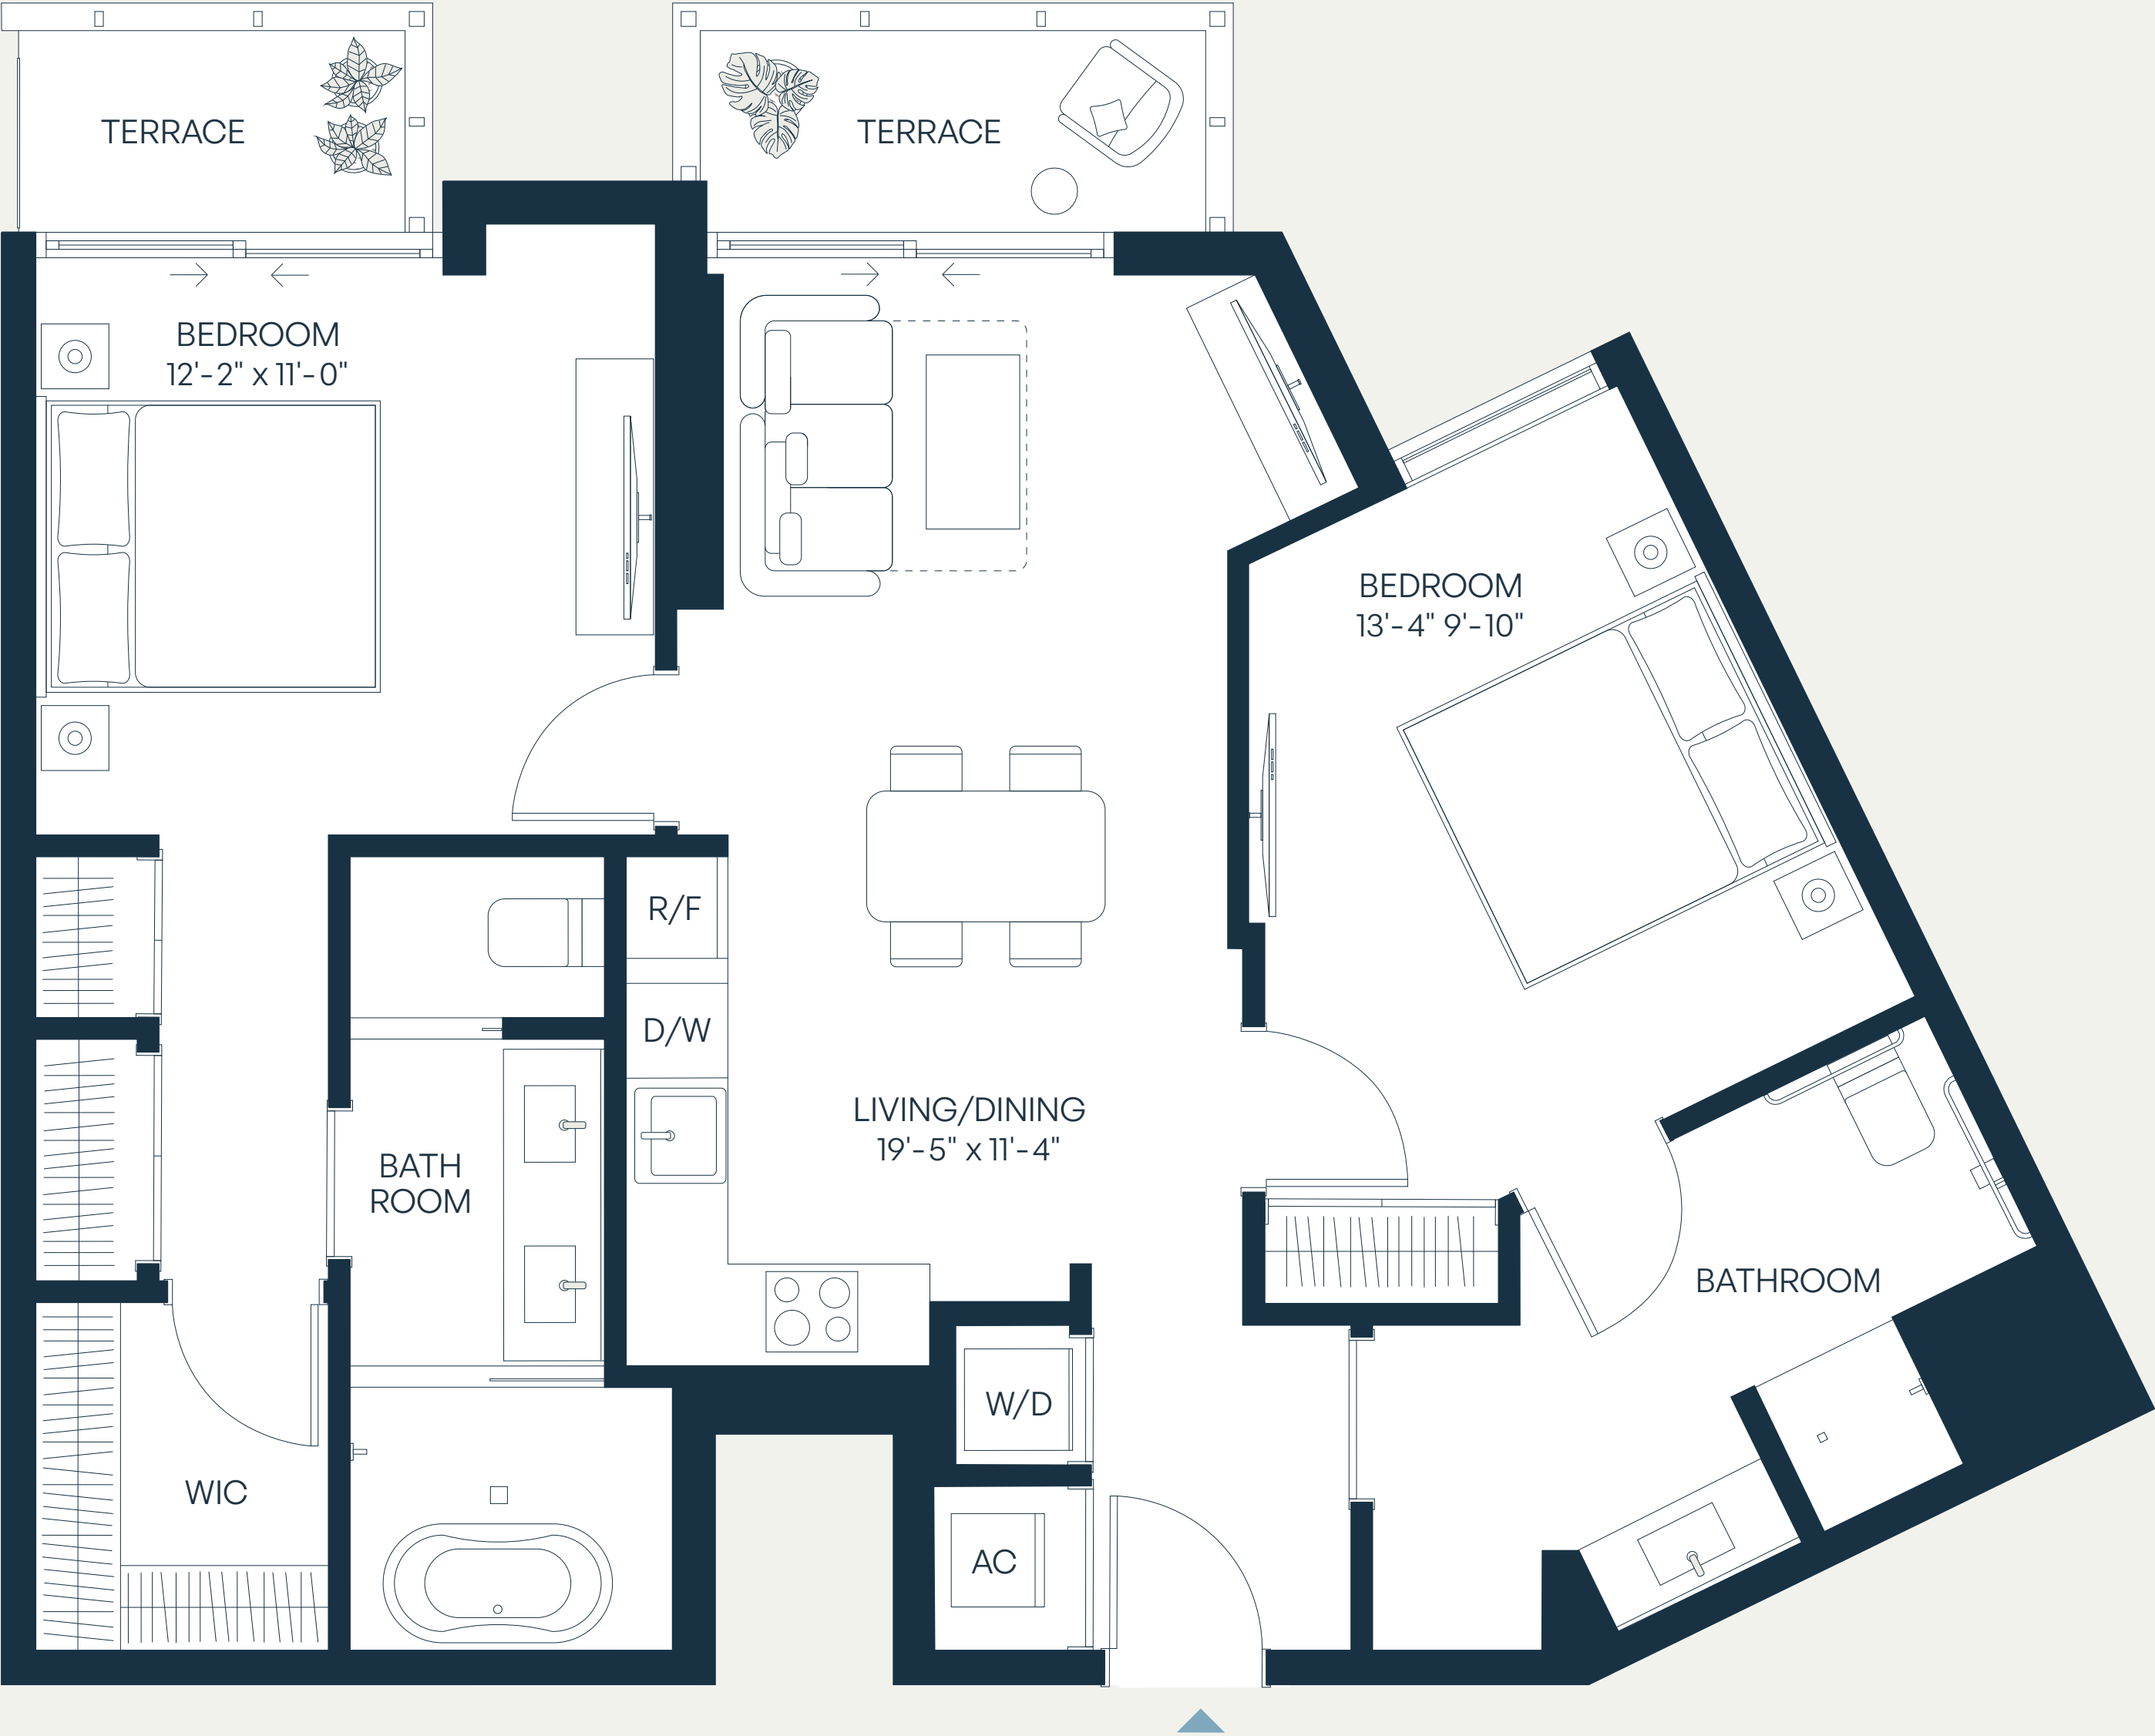 TERRACE
TERRACE
BEDROOM
12'-2" x 11'-0"
BEDROOM
13'-4" 9'-10"
R/F
D/W
LIVING/DINING
19'-5" x 11'-4"
BATH
ROOM
BATHROOM
W/D
WIC
AC